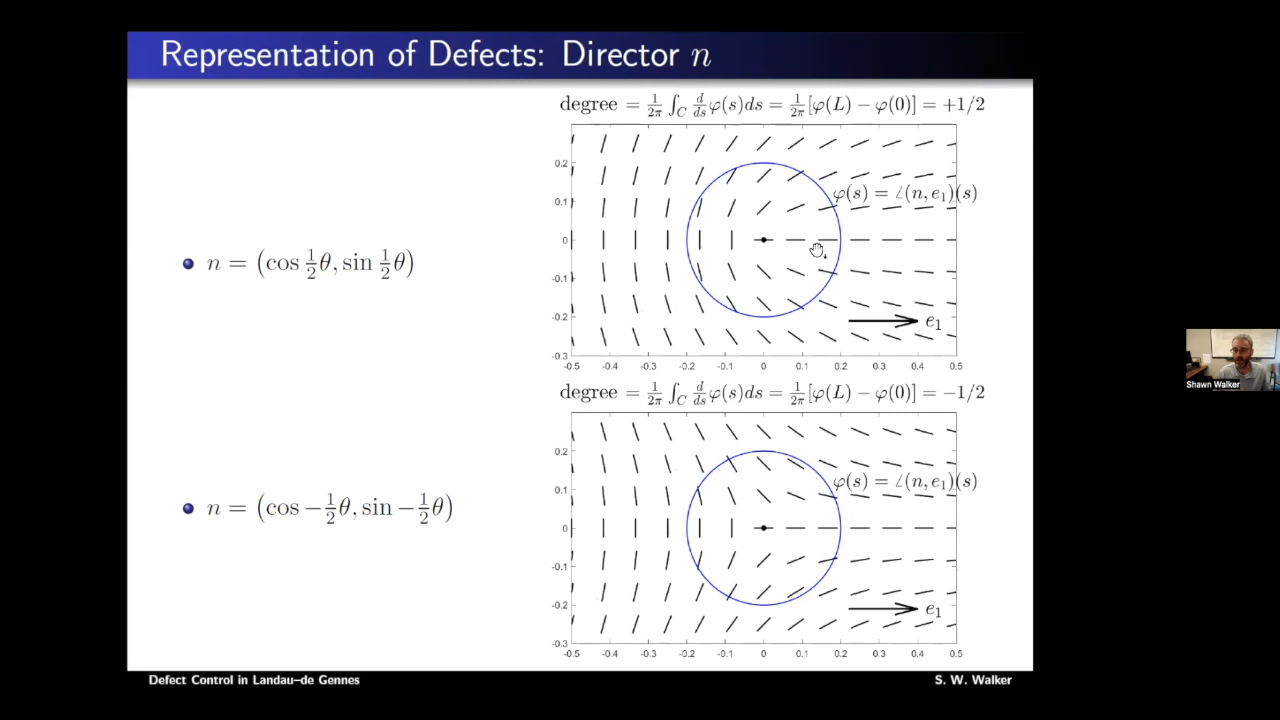 Representation of Defects: Director n
degree = 1/2π ∫_C d/ds φ(s)ds = 1/2π [φ(L) − φ(0)] = +1/2
0.2
φ(s) = ∠(n, e₁)(s)
0.1
0
n = (cos ½θ, sin ½θ)
-0.1
-0.2
e₁
-0.3
-0.5 -0.4 -0.3 -0.2 -0.1 0 0.1 0.2 0.3 0.4 0.5
Shawn Walker
degree = 1/2π ∫_C d/ds φ(s)ds = 1/2π [φ(L) − φ(0)] = −1/2
0.2
φ(s) = ∠(n, e₁)(s)
0.1
n = (cos −½θ, sin −½θ)
0
-0.1
-0.2
e₁
-0.3
-0.5 -0.4 -0.3 -0.2 -0.1 0 0.1 0.2 0.3 0.4 0.5
Defect Control in Landau–de Gennes
S. W. Walker